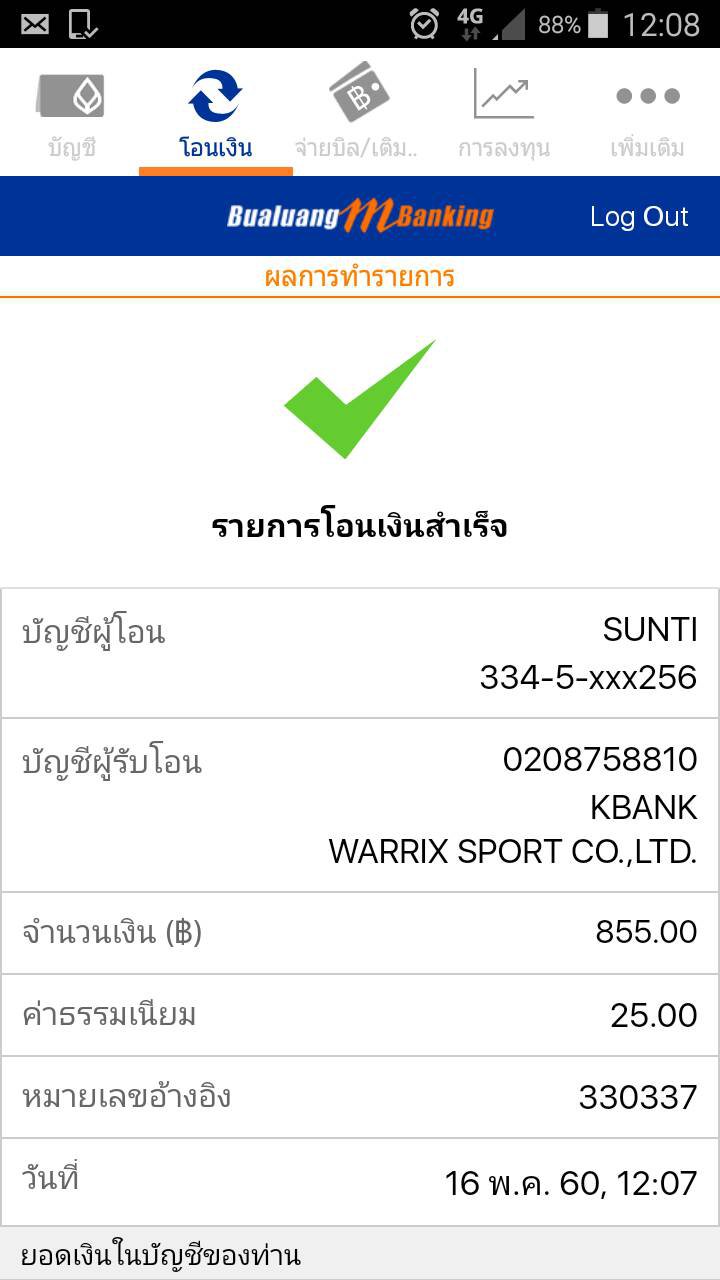 4G 88% 12:08
บัญชี โอนเงิน จ่ายบิล/เติม.. การลงทุน เพิ่มเติม
Bualuang mBanking Log Out
ผลการทำรายการ
รายการโอนเงินสำเร็จ
บัญชีผู้โอน SUNTI
334-5-xxx256
บัญชีผู้รับโอน 0208758810
KBANK
WARRIX SPORT CO.,LTD.
จำนวนเงิน (฿) 855.00
ค่าธรรมเนียม 25.00
หมายเลขอ้างอิง 330337
วันที่ 16 พ.ค. 60, 12:07
ยอดเงินในบัญชีของท่าน